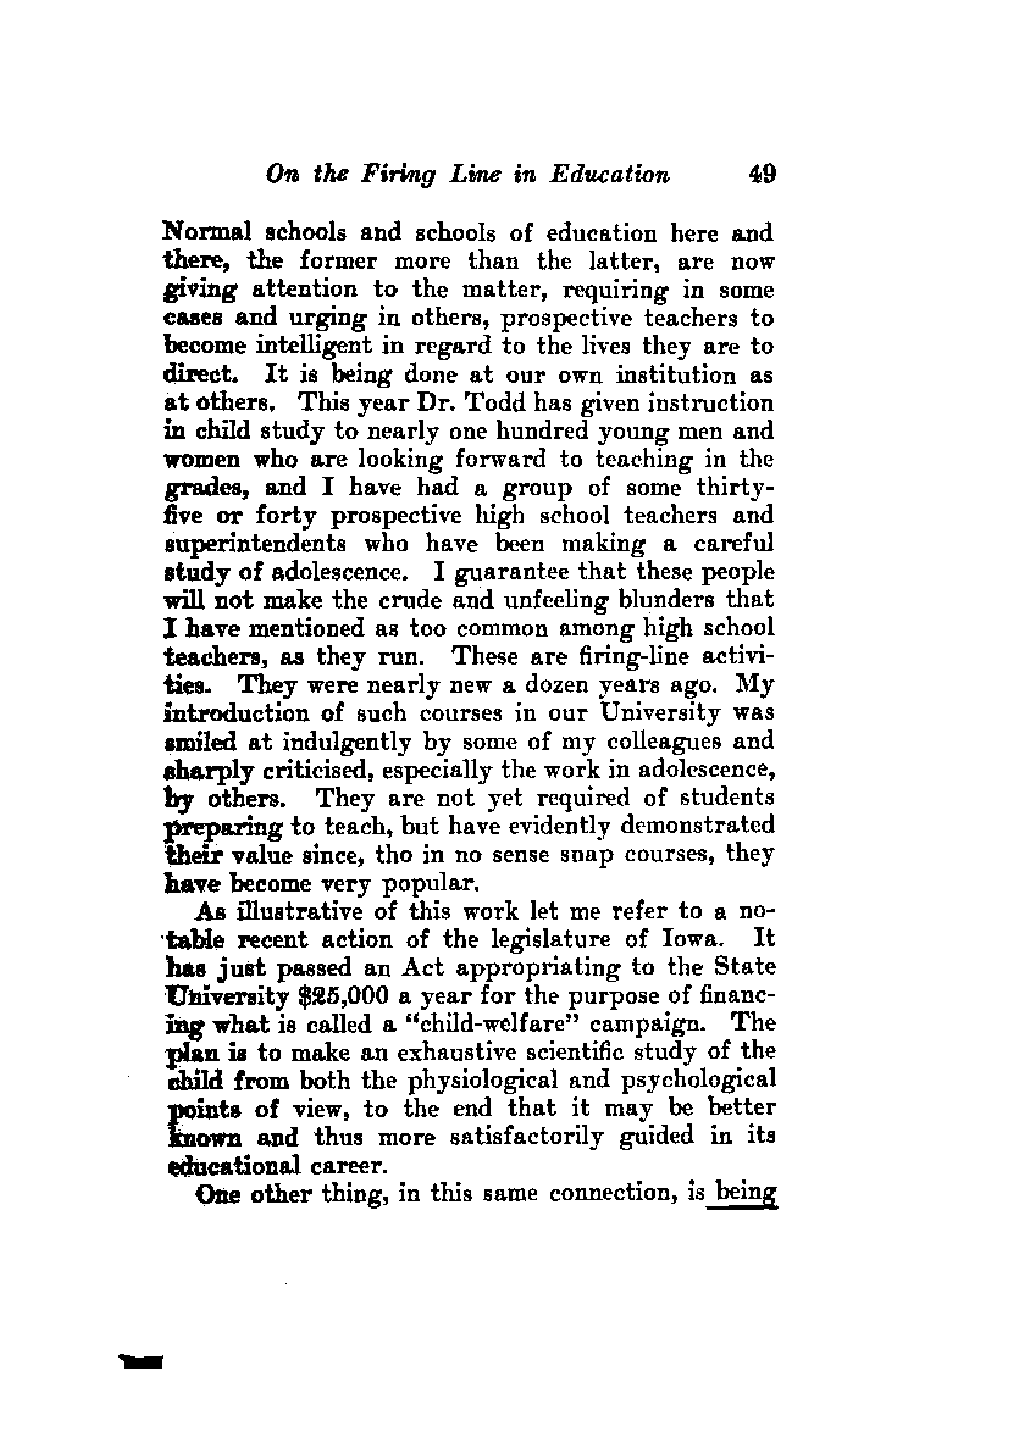 On the Firing Line in Education 49
Normal schools and schools of education here and
there, the former more than the latter, are now
giving attention to the matter, requiring in some
cases and urging in others, prospective teachers to
become intelligent in regard to the lives they are to
direct. It is being done at our own institution as
at others. This year Dr. Todd has given instruction
in child study to nearly one hundred young men and
women who are looking forward to teaching in the
grades, and I have had a group of some thirty-
five or forty prospective high school teachers and
superintendents who have been making a careful
study of adolescence. I guarantee that these people
will not make the crude and unfeeling blunders that
I have mentioned as too common among high school
teachers, as they run. These are firing-line activi-
ties. They were nearly new a dozen years ago. My
introduction of such courses in our University was
smiled at indulgently by some of my colleagues and
sharply criticised, especially the work in adolescence,
by others. They are not yet required of students
preparing to teach, but have evidently demonstrated
their value since, tho in no sense snap courses, they
have become very popular.
As illustrative of this work let me refer to a no-
table recent action of the legislature of Iowa. It
has just passed an Act appropriating to the State
University $25,000 a year for the purpose of financ-
ing what is called a "child-welfare" campaign. The
plan is to make an exhaustive scientific study of the
child from both the physiological and psychological
points of view, to the end that it may be better
known and thus more satisfactorily guided in its
educational career.
One other thing, in this same connection, is being